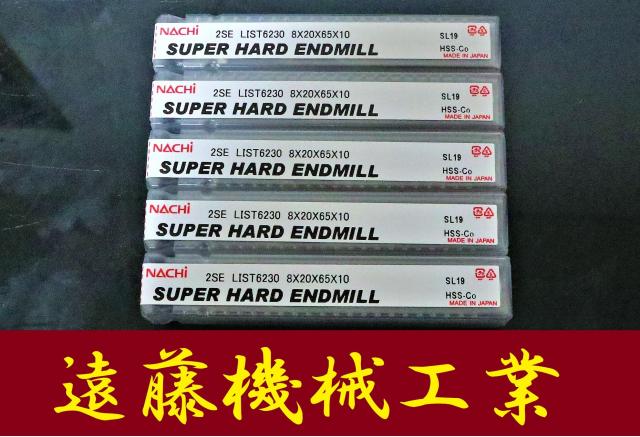 NACHI 2SE LIST6230 8X20X65X10 SL19
SUPER HARD ENDMILL HSS-Co
MADE IN JAPAN
NACHI 2SE LIST6230 8X20X65X10 SL19
SUPER HARD ENDMILL HSS-Co
MADE IN JAPAN
NACHI 2SE LIST6230 8X20X65X10 SL19
SUPER HARD ENDMILL HSS-Co
MADE IN JAPAN
NACHI 2SE LIST6230 8X20X65X10 SL19
SUPER HARD ENDMILL HSS-Co
MADE IN JAPAN
NACHI 2SE LIST6230 8X20X65X10 SL19
SUPER HARD ENDMILL HSS-Co
MADE IN JAPAN
遠藤機械工業